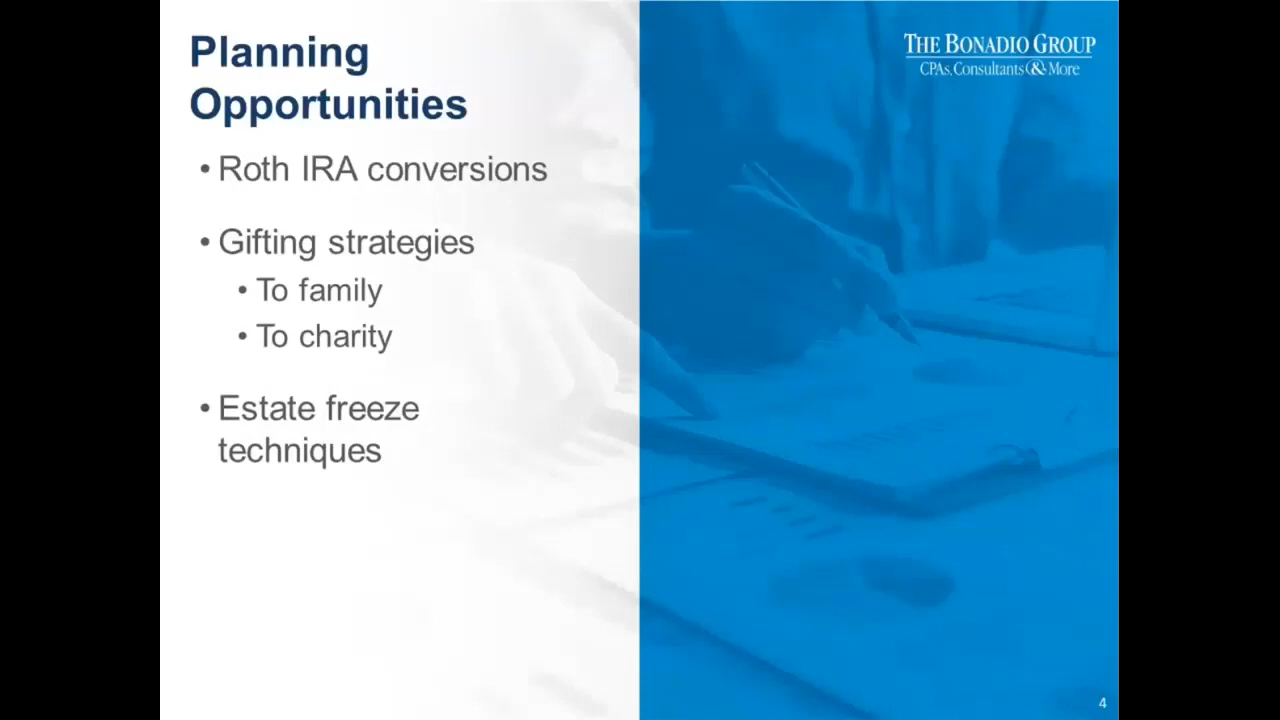 Planning
Opportunities
• Roth IRA conversions
• Gifting strategies
• To family
• To charity
• Estate freeze
techniques
THE BONADIO GROUP
CPAs, Consultants & More
4